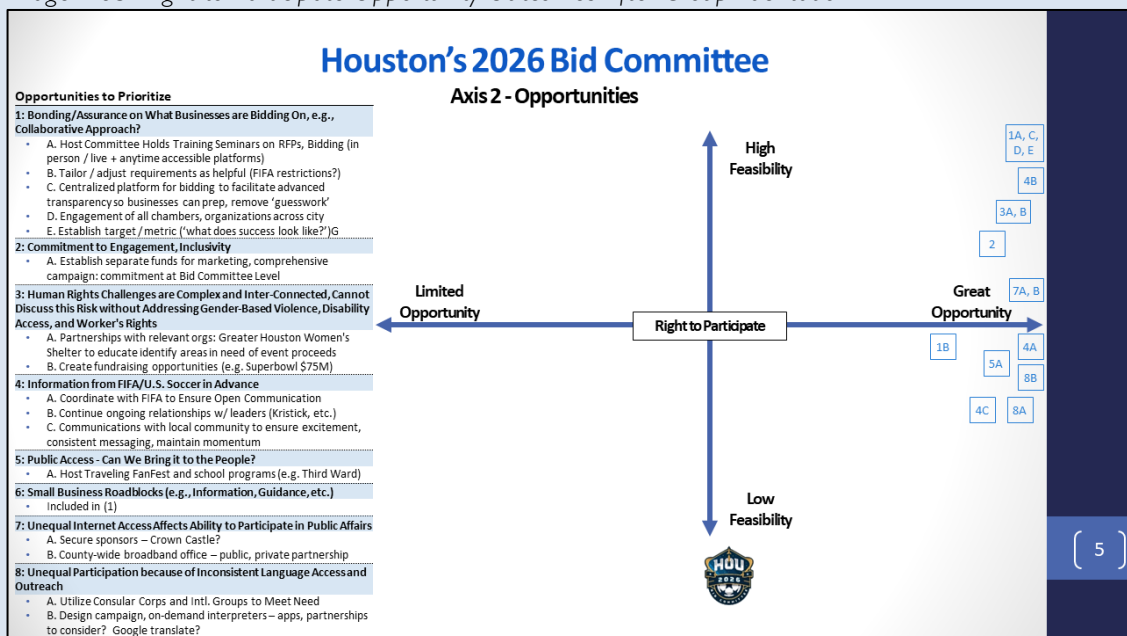 Houston's 2026 Bid Committee
Axis 2 - Opportunities
Opportunities to Prioritize
1: Bonding/Assurance on What Businesses are Bidding On, e.g.,
Collaborative Approach?
• A. Host Committee Holds Training Seminars on RFPs, Bidding (in
person / live + anytime accessible platforms)
• B. Tailor / adjust requirements as helpful (FIFA restrictions?)
• C. Centralized platform for bidding to facilitate advanced
transparency so businesses can prep, remove 'guesswork'
• D. Engagement of all chambers, organizations across city
• E. Establish target / metric ('what does success look like?')G
2: Commitment to Engagement, Inclusivity
• A. Establish separate funds for marketing, comprehensive
campaign: commitment at Bid Committee Level
3: Human Rights Challenges are Complex and Inter-Connected, Cannot
Discuss this Risk without Addressing Gender-Based Violence, Disability
Access, and Worker's Rights
• A. Partnerships with relevant orgs: Greater Houston Women's
Shelter to educate identify areas in need of event proceeds
• B. Create fundraising opportunities (e.g. Superbowl $75M)
4: Information from FIFA/U.S. Soccer in Advance
• A. Coordinate with FIFA to Ensure Open Communication
• B. Continue ongoing relationships w/ leaders (Kristick, etc.)
• C. Communications with local community to ensure excitement,
consistent messaging, maintain momentum
5: Public Access - Can We Bring it to the People?
• A. Host Traveling FanFest and school programs (e.g. Third Ward)
6: Small Business Roadblocks (e.g., Information, Guidance, etc.)
• Included in (1)
7: Unequal Internet Access Affects Ability to Participate in Public Affairs
• A. Secure sponsors – Crown Castle?
• B. County-wide broadband office – public, private partnership
8: Unequal Participation because of Inconsistent Language Access and
Outreach
• A. Utilize Consular Corps and Intl. Groups to Meet Need
• B. Design campaign, on-demand interpreters – apps, partnerships
to consider? Google translate?
High
Feasibility
1A, C,
D, E
4B
3A, B
2
Limited
Opportunity
Right to Participate
Great
Opportunity
7A, B
1B
4A
5A
8B
4C
8A
Low
Feasibility
HOU
2026
5